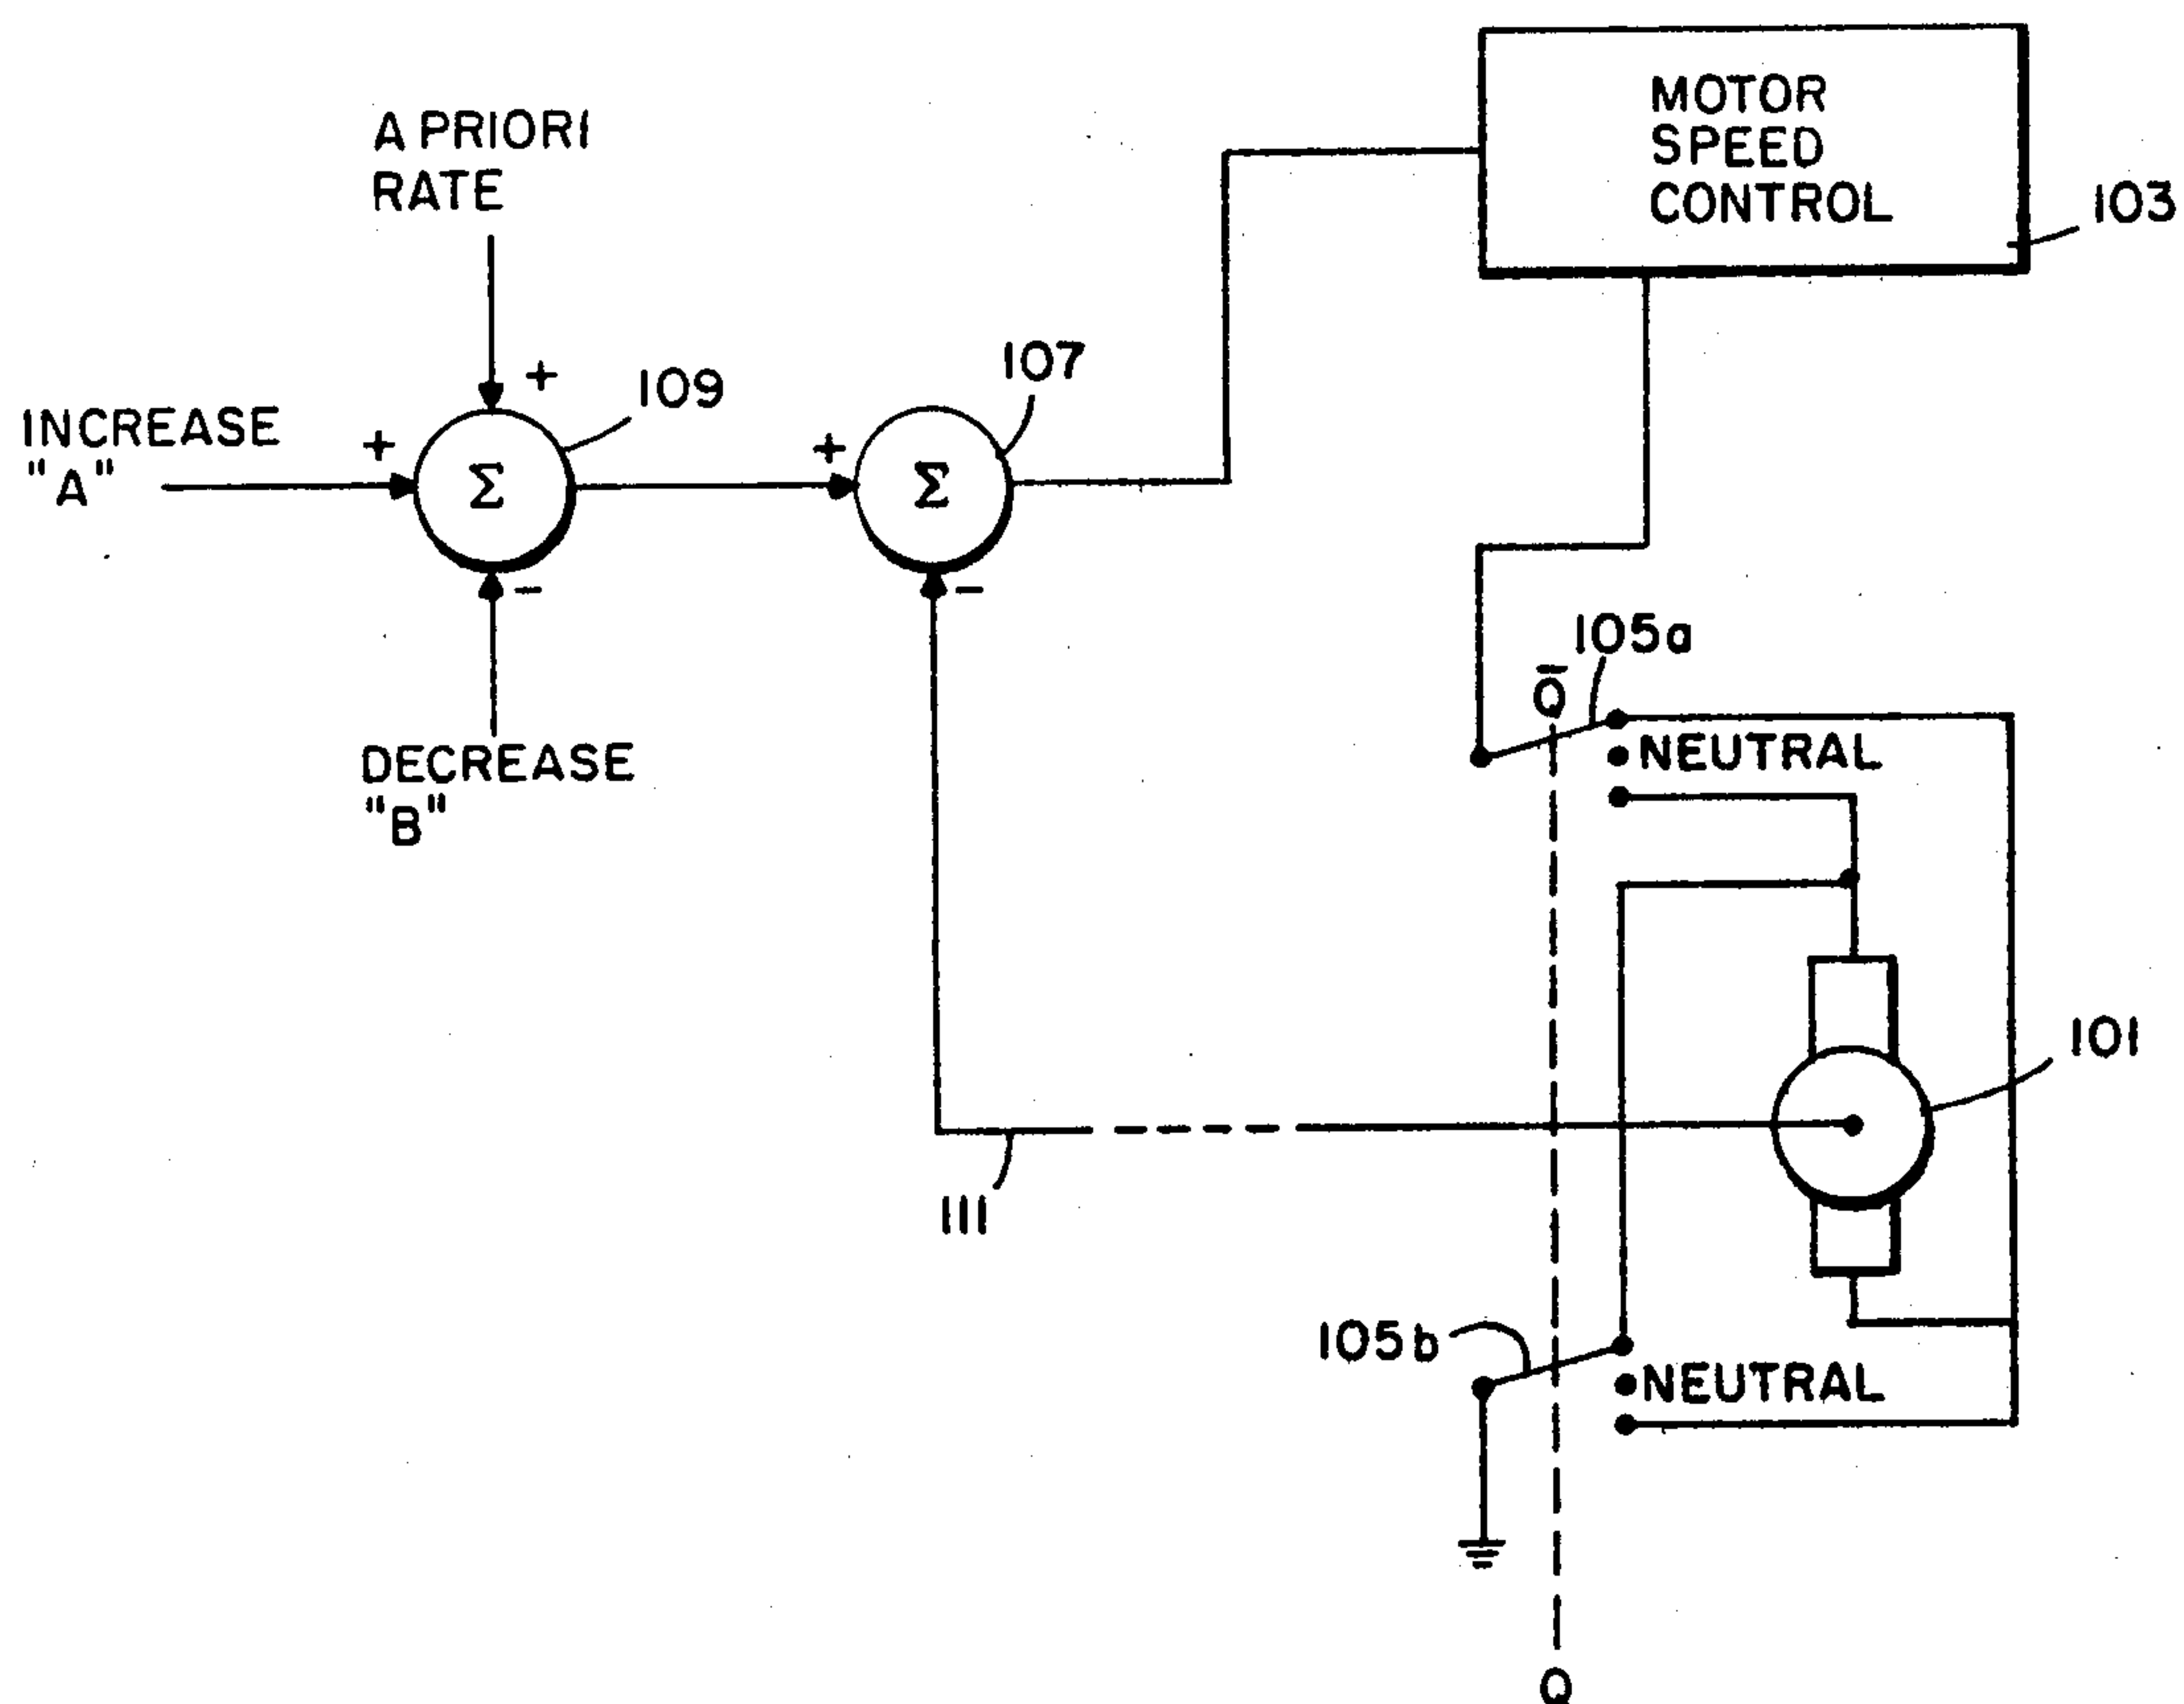 MOTOR
SPEED
CONTROL
103
A PRIORI
RATE
+
109
107
INCREASE
"A"
+
+
Σ
Σ
-
-
DECREASE
"B"
105a
Q̄
NEUTRAL
101
111
105b
NEUTRAL
Q